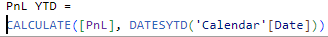 PnL YTD =
CALCULATE([PnL], DATESYTD('Calendar'[Date]))